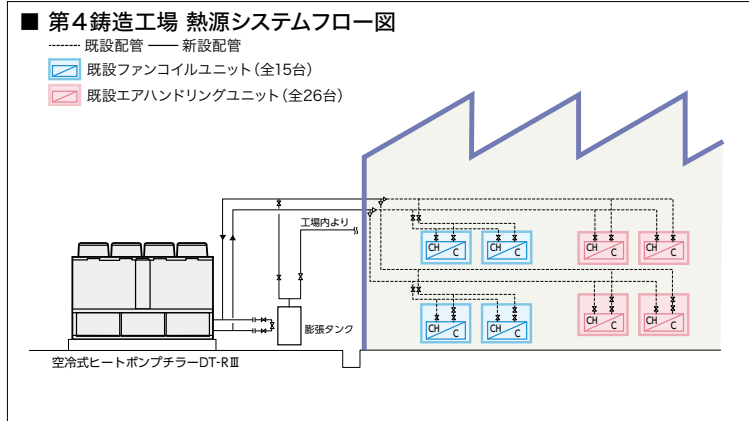 ■ 第4鋳造工場 熱源システムフロー図
既設配管 新設配管
既設ファンコイルユニット(全15台)
既設エアハンドリングユニット(全26台)
工場内より
CH C CH C CH C CH C
膨張タンク
CH C CH C CH C CH C
空冷式ヒートポンプチラーDT-RⅢ